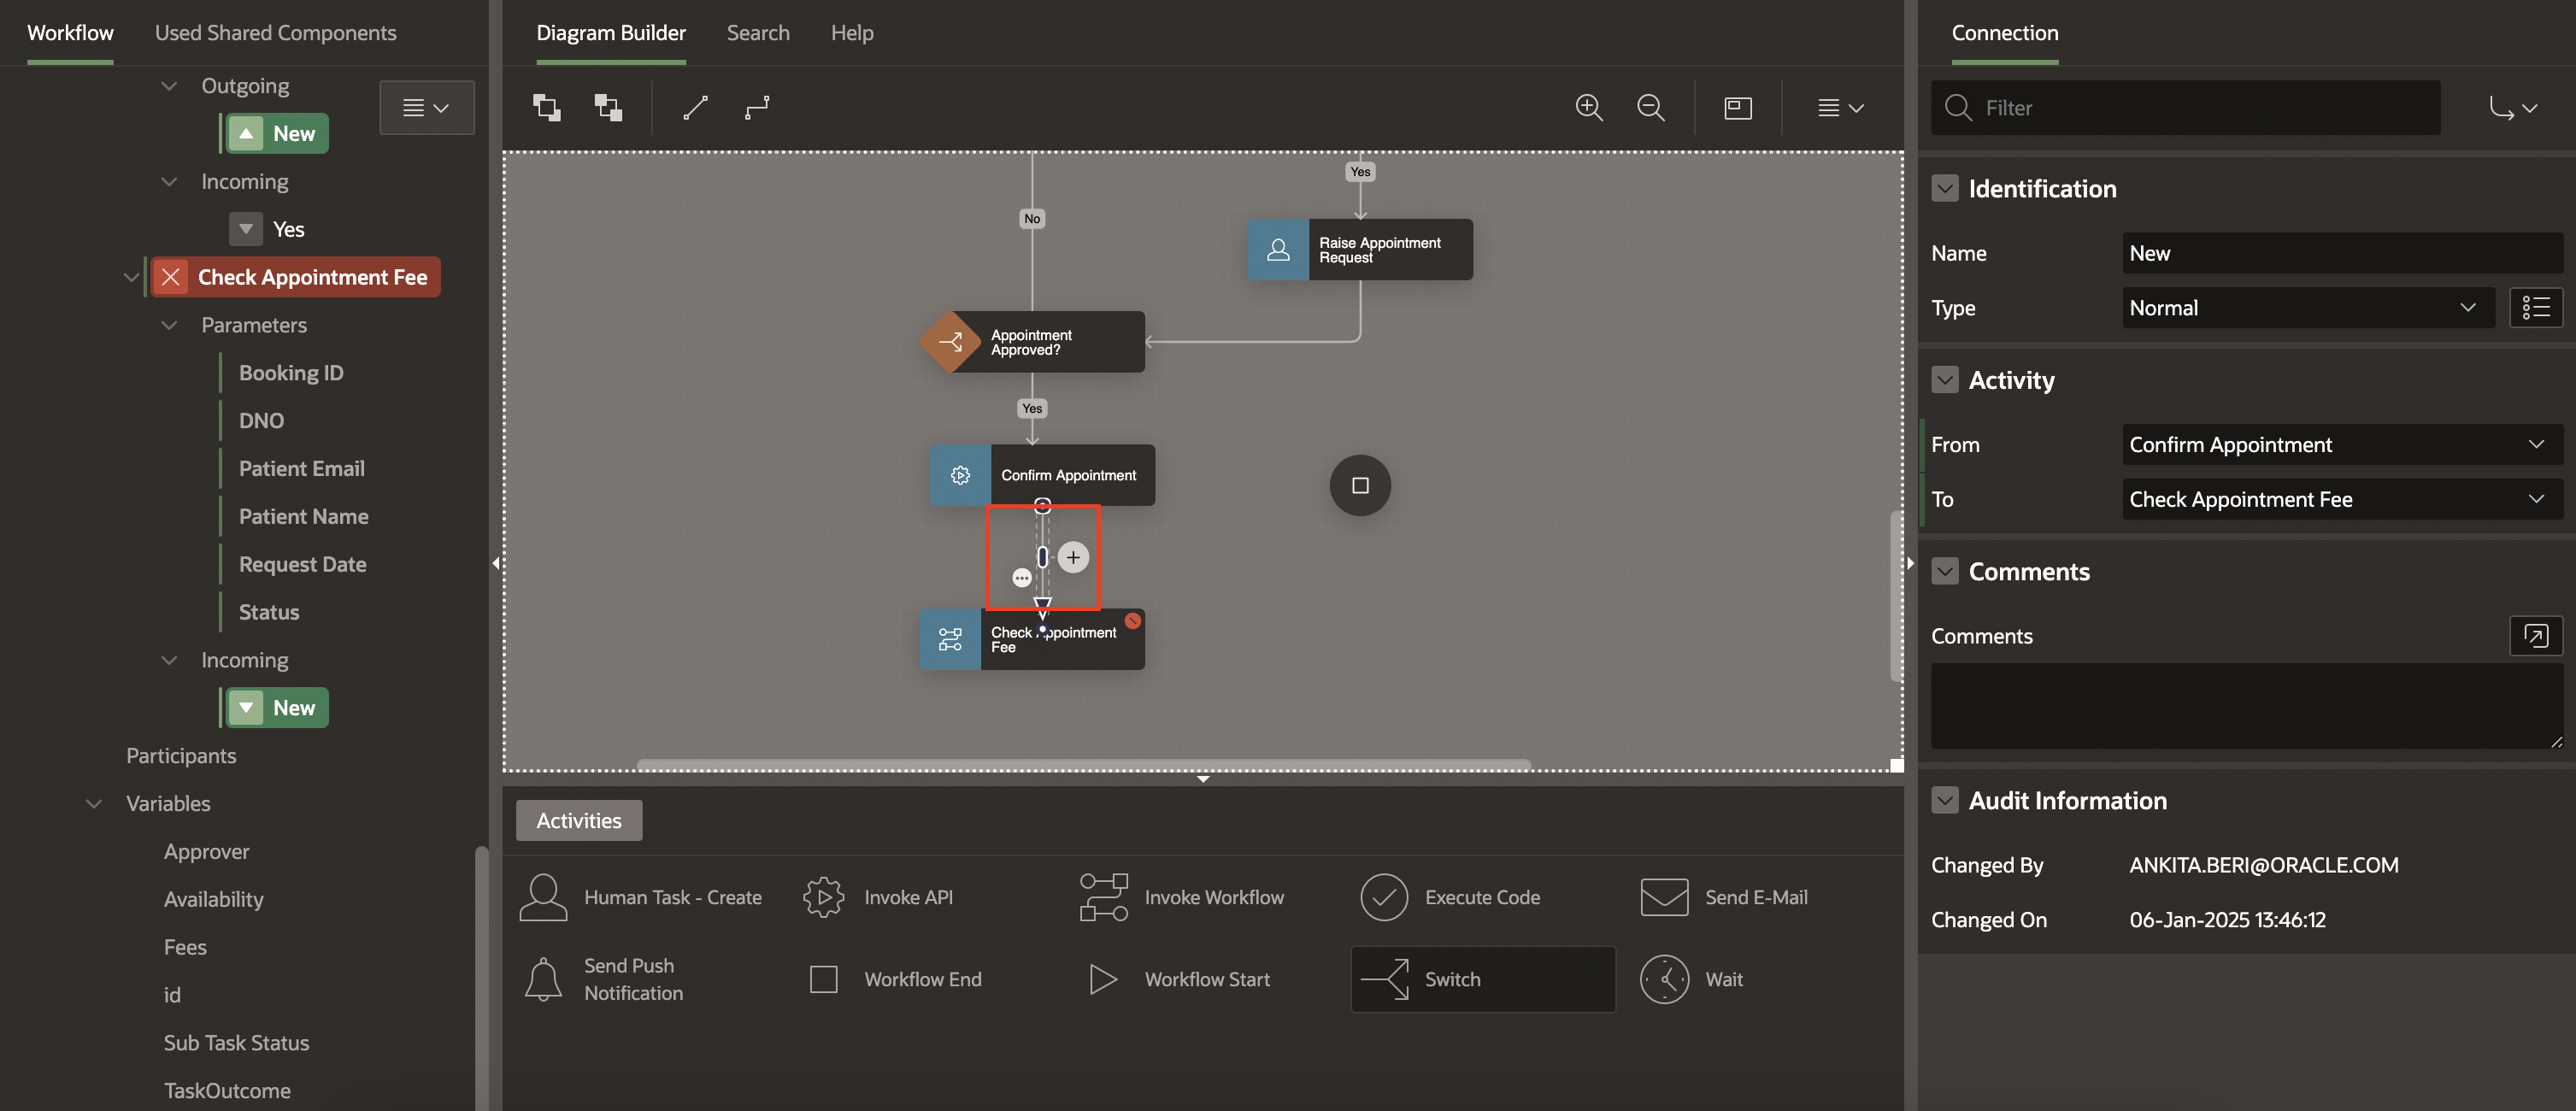 Workflow
Used Shared Components
Outgoing
New
Incoming
Yes
Check Appointment Fee
Parameters
Booking ID
DNO
Patient Email
Patient Name
Request Date
Status
Incoming
New
Participants
Variables
Approver
Availability
Fees
id
Sub Task Status
TaskOutcome
Diagram Builder
Search
Help
No
Yes
Raise Appointment
Request
Appointment
Approved?
Yes
Confirm Appointment
Check Appointment
Fee
Activities
Human Task - Create
Invoke API
Invoke Workflow
Execute Code
Send E-Mail
Send Push
Notification
Workflow End
Workflow Start
Switch
Wait
Connection
Filter
Identification
Name
New
Type
Normal
Activity
From
Confirm Appointment
To
Check Appointment Fee
Comments
Comments
Audit Information
Changed By
ANKITA.BERI@ORACLE.COM
Changed On
06-Jan-2025 13:46:12